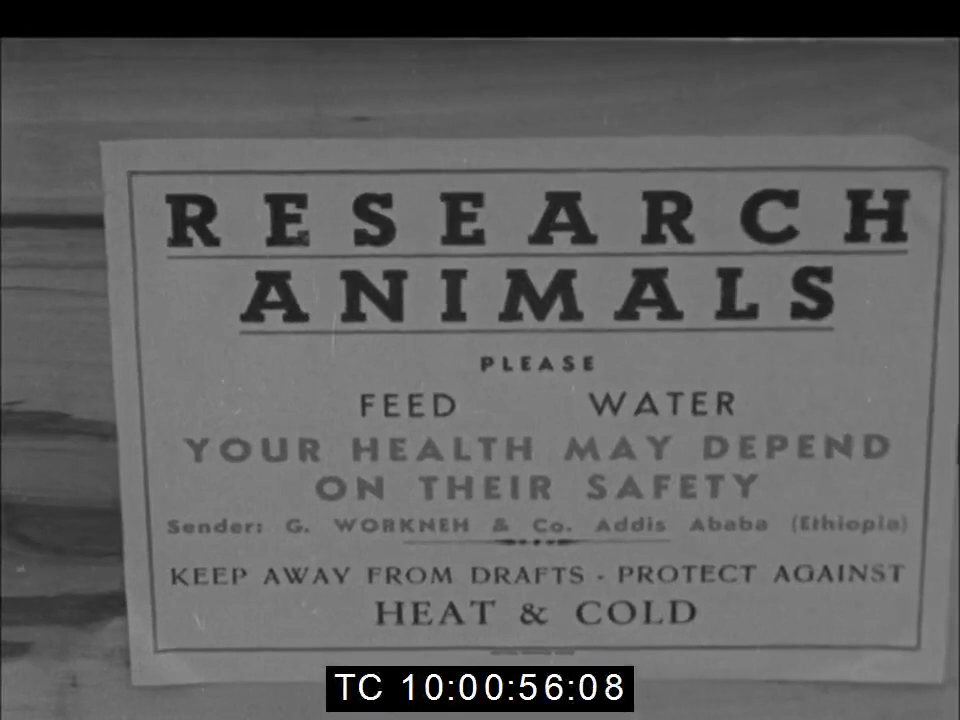 RESEARCH
ANIMALS
PLEASE
FEED WATER
YOUR HEALTH MAY DEPEND
ON THEIR SAFETY
Sender: G. WORKNEH & Co. Addis Ababa (Ethiopia)
KEEP AWAY FROM DRAFTS - PROTECT AGAINST
HEAT & COLD
TC 10:00:56:08